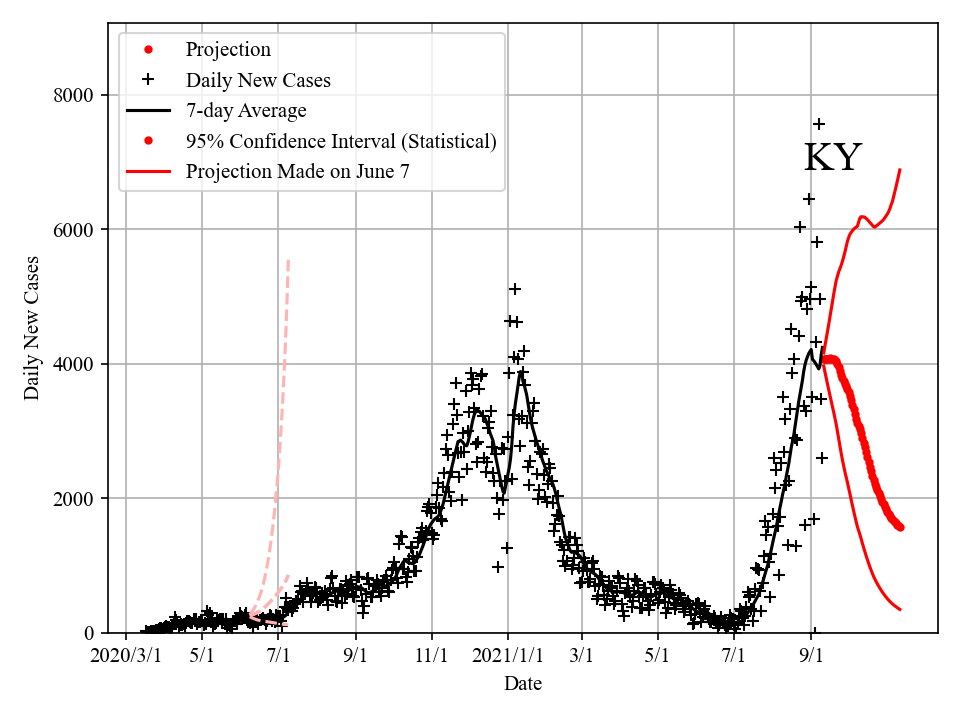 Projection
Daily New Cases
7-day Average
95% Confidence Interval (Statistical)
Projection Made on June 7
KY
Daily New Cases
8000
6000
4000
2000
0
2020/3/1 5/1 7/1 9/1 11/1 2021/1/1 3/1 5/1 7/1 9/1
Date